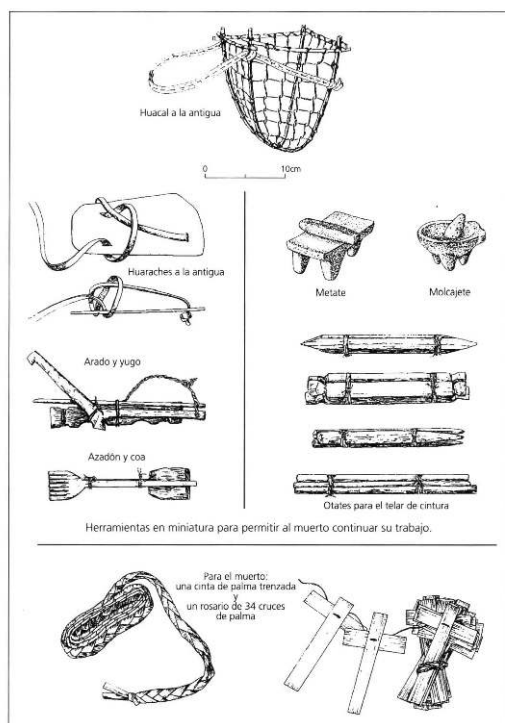 Huacal a la antigua
0 10cm
Huaraches a la antigua
Metate
Molcajete
Arado y yugo
Azadón y coa
Otates para el telar de cintura
Herramientas en miniatura para permitir al muerto continuar su trabajo.
Para el muerto:
una cinta de palma trenzada
y
un rosario de 34 cruces
de palma